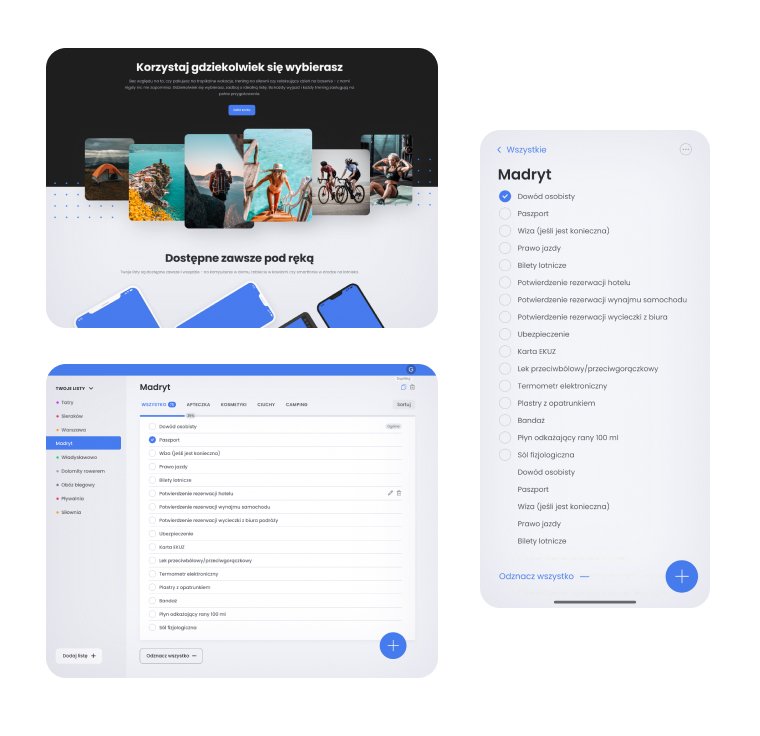 Korzystaj gdziekolwiek się wybierasz
Dostępne zawsze pod ręką
TWOJE LISTY
Tatry
Sieraków
Warszawa
Madryt
Władysławowo
Dolomity rowerem
Obóz biegowy
Pływalnia
Siłownia
Dodaj listę +
G
Madryt
WSZYSTKO
APTECZKA
KOSMETYKI
CIUCHY
CAMPING
Sortuj
Dowód osobisty
Ogólne
Paszport
Wiza (jeśli jest konieczna)
Prawo jazdy
Bilety lotnicze
Potwierdzenie rezerwacji hotelu
Potwierdzenie rezerwacji wynajmu samochodu
Potwierdzenie rezerwacji wycieczki z biura podróży
Ubezpieczenie
Karta EKUZ
Lek przeciwbólowy/przeciwgorączkowy
Termometr elektroniczny
Plastry z opatrunkiem
Bandaż
Płyn odkażający rany 100 ml
Sól fizjologiczna
Odznacz wszystko —
Wszystkie
Madryt
Dowód osobisty
Paszport
Wiza (jeśli jest konieczna)
Prawo jazdy
Bilety lotnicze
Potwierdzenie rezerwacji hotelu
Potwierdzenie rezerwacji wynajmu samochodu
Potwierdzenie rezerwacji wycieczki z biura
Ubezpieczenie
Karta EKUZ
Lek przeciwbólowy/przeciwgorączkowy
Termometr elektroniczny
Plastry z opatrunkiem
Bandaż
Płyn odkażający rany 100 ml
Sól fizjologiczna
Dowód osobisty
Paszport
Wiza (jeśli jest konieczna)
Prawo jazdy
Bilety lotnicze
Odznacz wszystko —